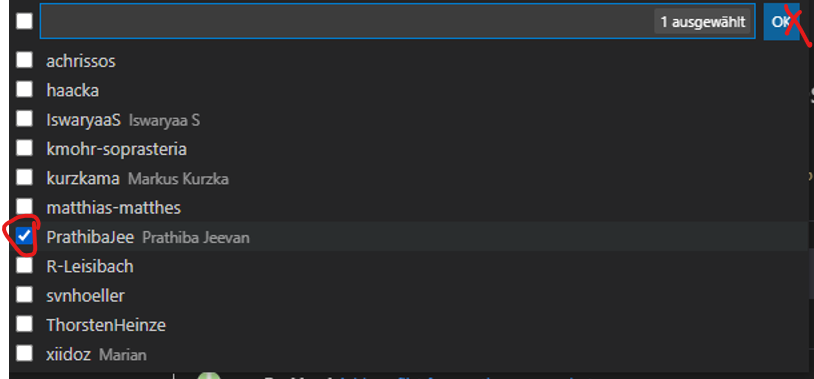 1 ausgewählt OK
achrissos
haacka
IswaryaaS Iswaryaa S
kmohr-soprasteria
kurzkama Markus Kurzka
matthias-matthes
PrathibaJee Prathiba Jeevan
R-Leisibach
svnhoeller
ThorstenHeinze
xiidoz Marian